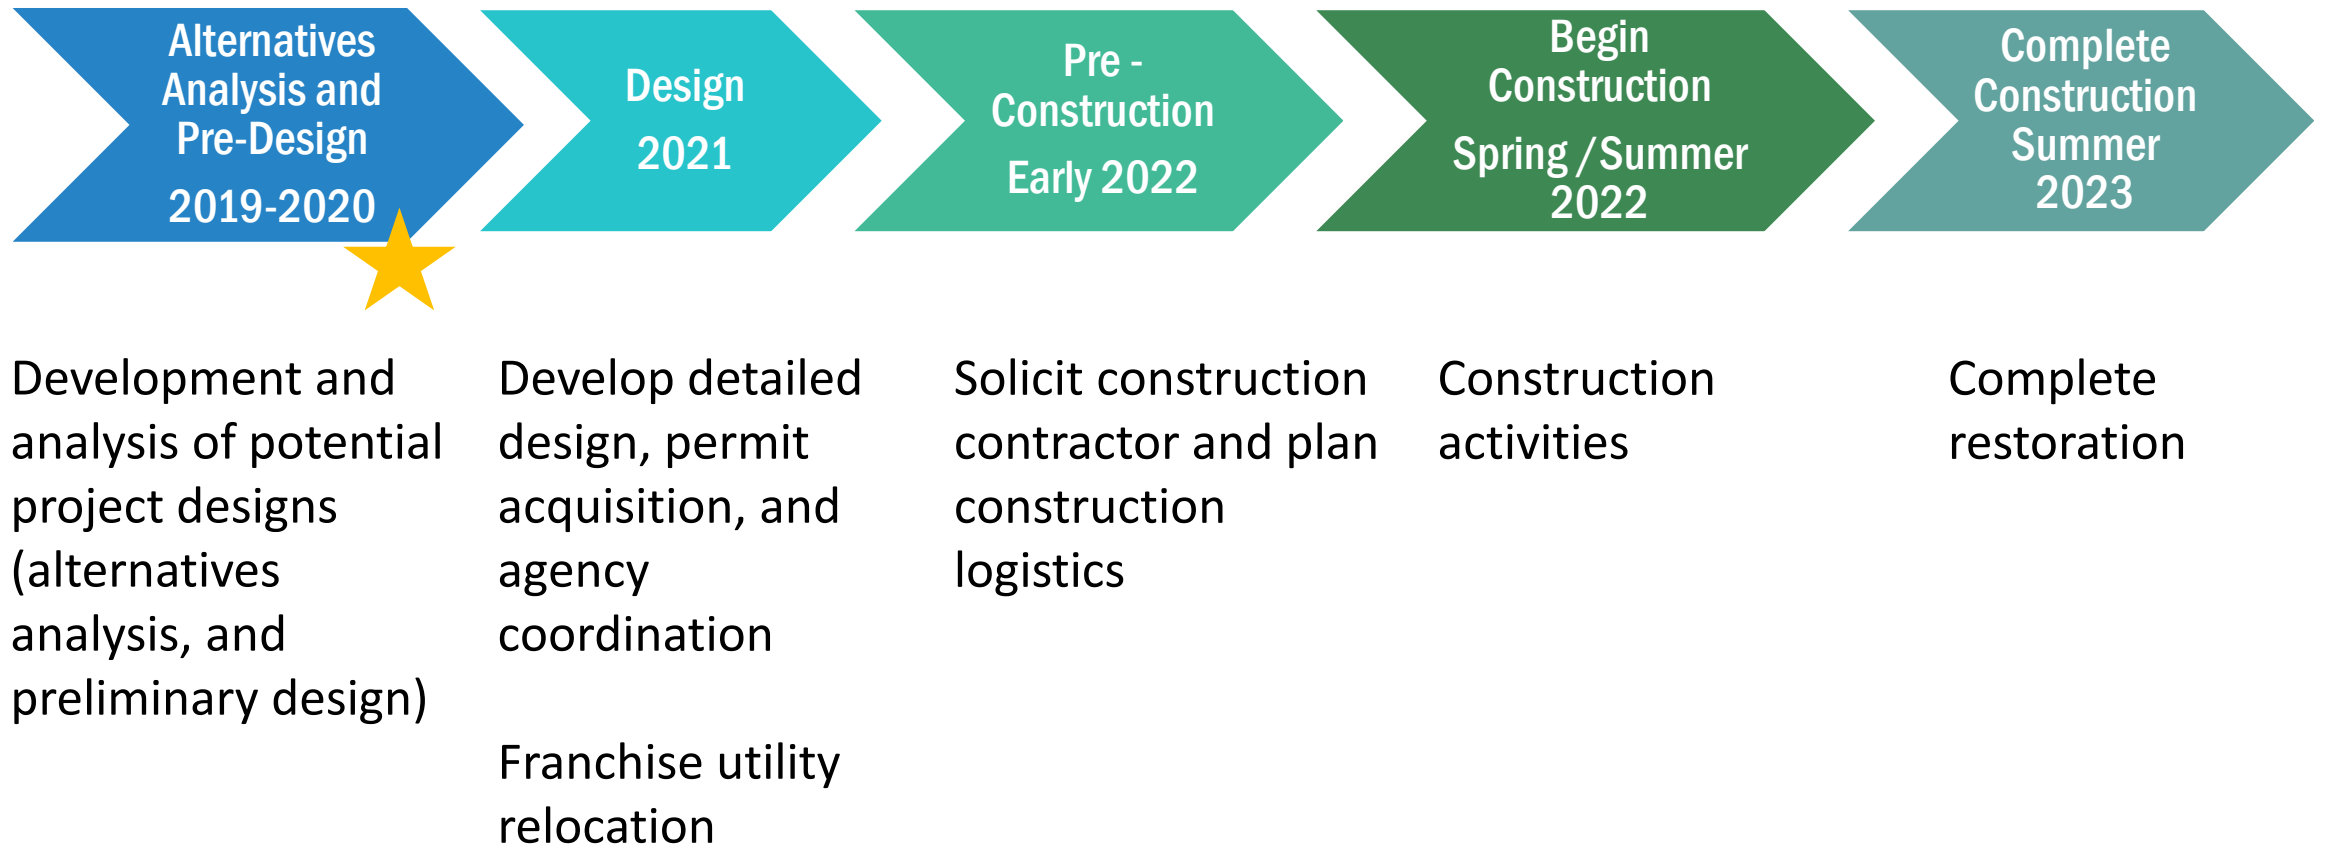 Alternatives
Analysis and
Pre-Design
2019-2020
Design
2021
Pre -
Construction
Early 2022
Begin
Construction
Spring /Summer
2022
Complete
Construction
Summer
2023
Development and
analysis of potential
project designs
(alternatives
analysis, and
preliminary design)
Develop detailed
design, permit
acquisition, and
agency
coordination
Franchise utility
relocation
Solicit construction
contractor and plan
construction
logistics
Construction
activities
Complete
restoration